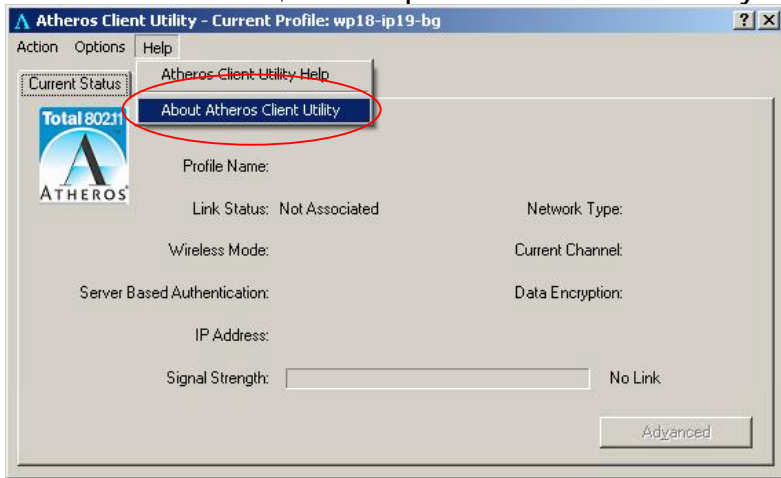 Atheros Client Utility - Current Profile: wp18-ip19-bg
Action Options Help
Current Status
Atheros Client Utility Help
About Atheros Client Utility
Total 802.11
ATHEROS
Profile Name:
Link Status: Not Associated Network Type:
Wireless Mode: Current Channel:
Server Based Authentication: Data Encryption:
IP Address:
Signal Strength: No Link
Advanced